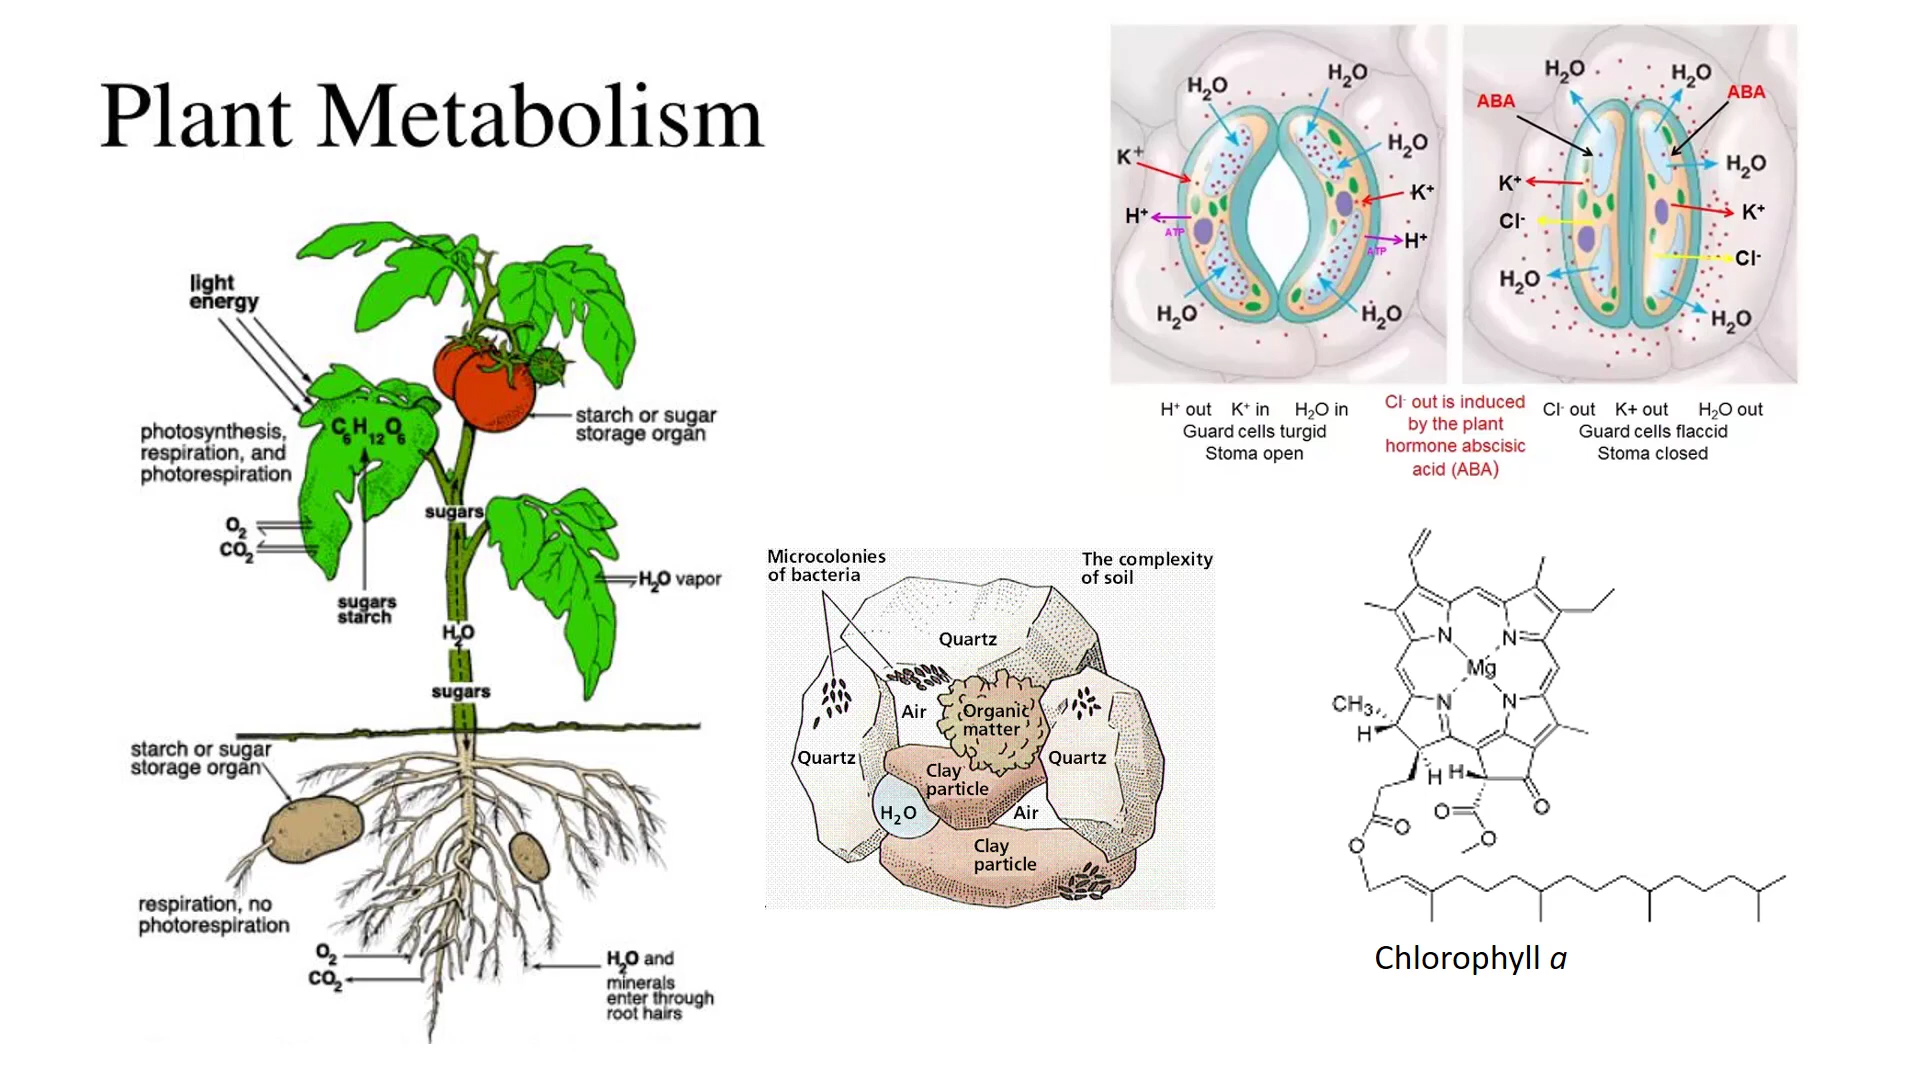 Plant Metabolism
light
energy
photosynthesis,
respiration, and
photorespiration
C6H12O6
O2
CO2
sugars
starch
starch or sugar
storage organ
sugars
H2O vapor
H2O
sugars
starch or sugar
storage organ
respiration, no
photorespiration
O2
CO2
H2O and
minerals
enter through
root hairs
H2O
H2O
H2O
K+
K+
H+
ATP
H+
ATP
H2O
H2O
H+ out K+ in H2O in
Guard cells turgid
Stoma open
Cl- out is induced
by the plant
hormone abscisic
acid (ABA)
H2O
H2O
ABA
ABA
H2O
K+
K+
Cl-
Cl-
H2O
H2O
Cl- out K+ out H2O out
Guard cells flaccid
Stoma closed
Microcolonies
of bacteria
The complexity
of soil
Quartz
Air
Organic
matter
Quartz
Quartz
Clay
particle
H2O
Air
Clay
particle
N
N
Mg
N
N
CH3
H
H
H
O
O
O
O
O
Chlorophyll a